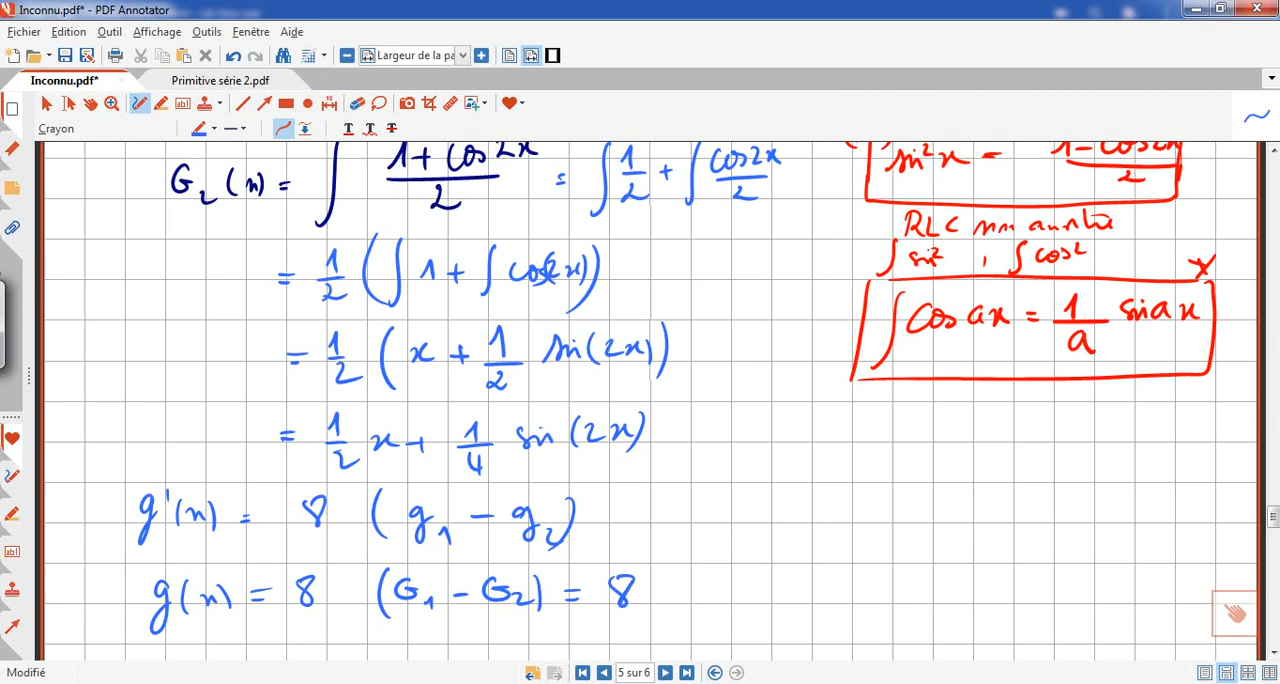 Inconnu.pdf* - PDF Annotator
Fichier Edition Outil Affichage Outils Fenêtre Aide
Largeur de la pa
Inconnu.pdf* Primitive série 2.pdf
Crayon
G₂(x) = ∫ (1 + cos2x)/2 = ∫ 1/2 + ∫ cos2x/2
= 1/2 (∫ 1 + ∫ cos(2x))
= 1/2 (x + 1/2 sin(2x))
= 1/2 x + 1/4 sin(2x)
g'(x) = 8 (g₁ - g₂)
g(x) = 8 (G₁ - G₂) = 8
sin²x = (1-cos2x)/2
RLC
∫ sin² , ∫ cos²
∫ cos ax = 1/a sin ax
Modifié
5 sur 6